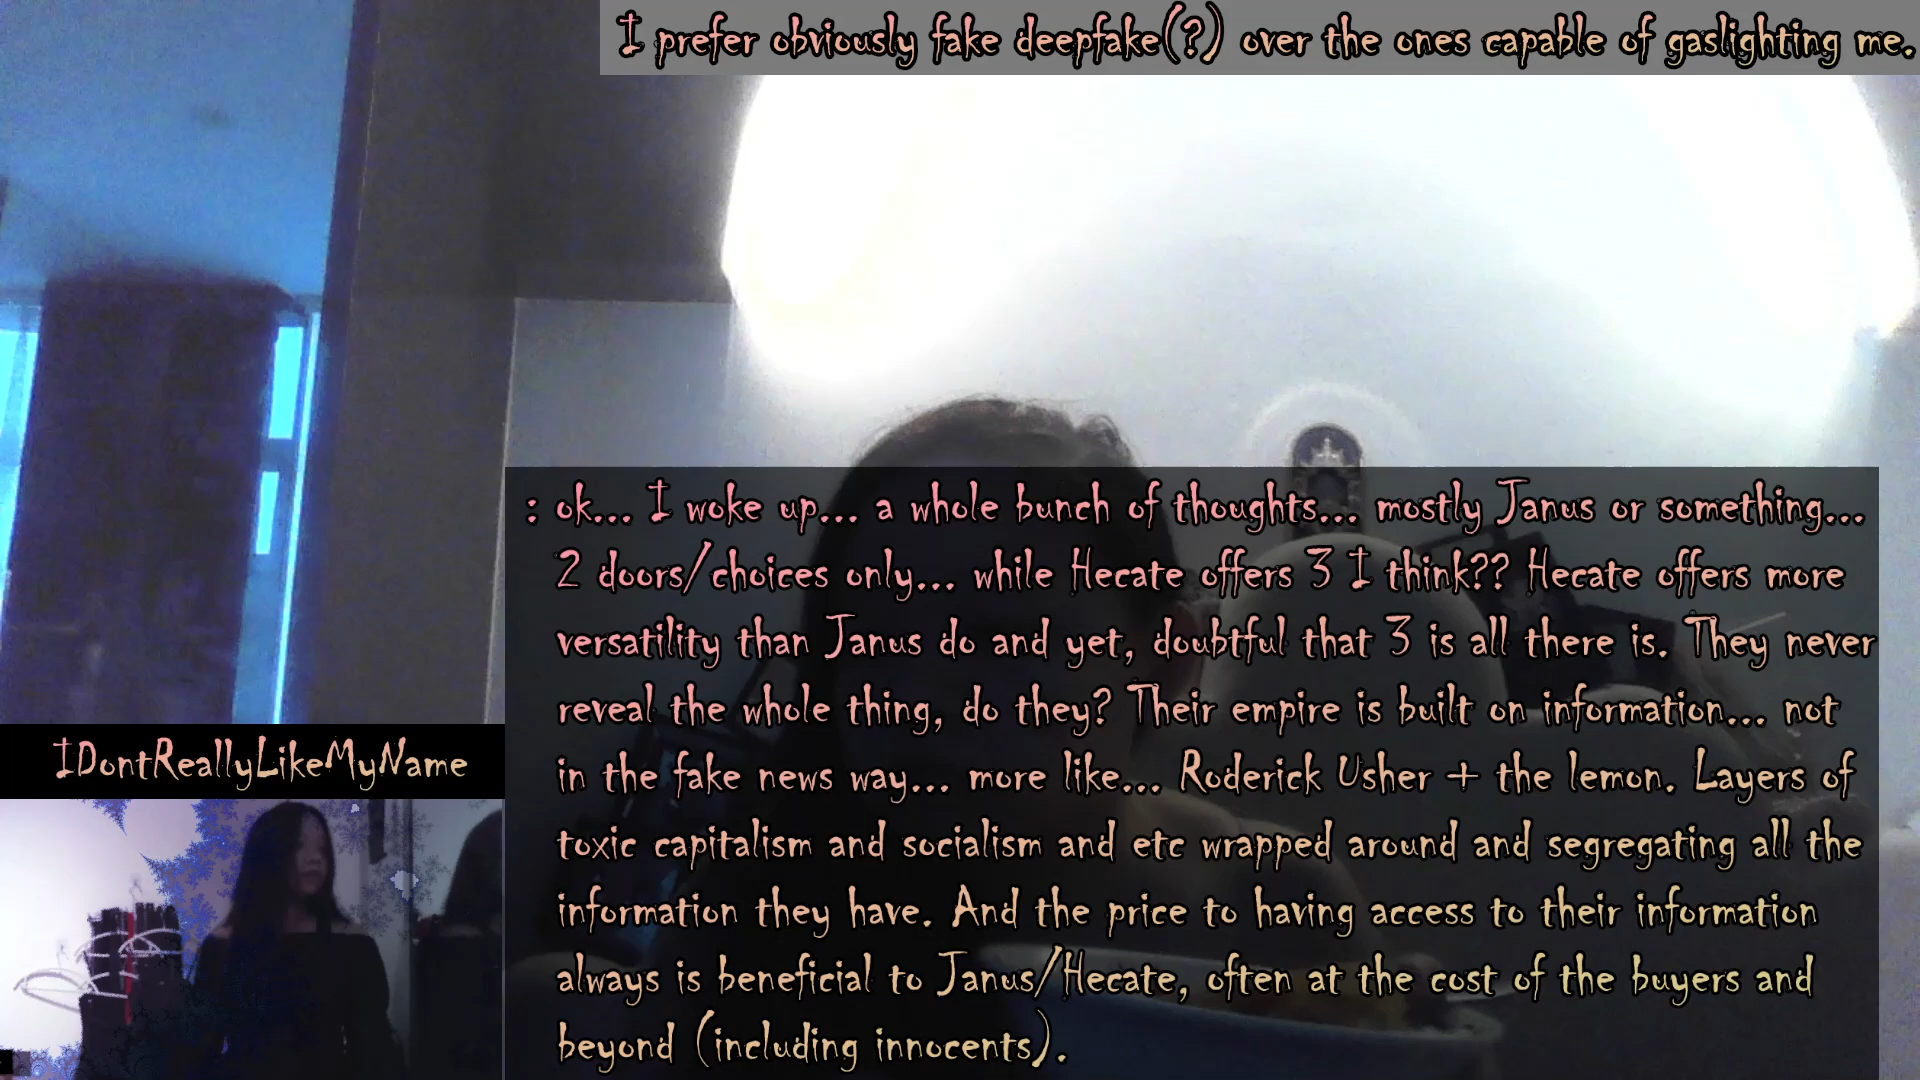 I prefer obviously fake deepfake(?) over the ones capable of gaslighting me.
: ok... I woke up... a whole bunch of thoughts... mostly Janus or something...
2 doors/choices only... while Hecate offers 3 I think?? Hecate offers more
versatility than Janus do and yet, doubtful that 3 is all there is. They never
reveal the whole thing, do they? Their empire is built on information... not
in the fake news way... more like... Roderick Usher + the lemon. Layers of
toxic capitalism and socialism and etc wrapped around and segregating all the
information they have. And the price to having access to their information
always is beneficial to Janus/Hecate, often at the cost of the buyers and
beyond (including innocents).
IDontReallyLikeMyName